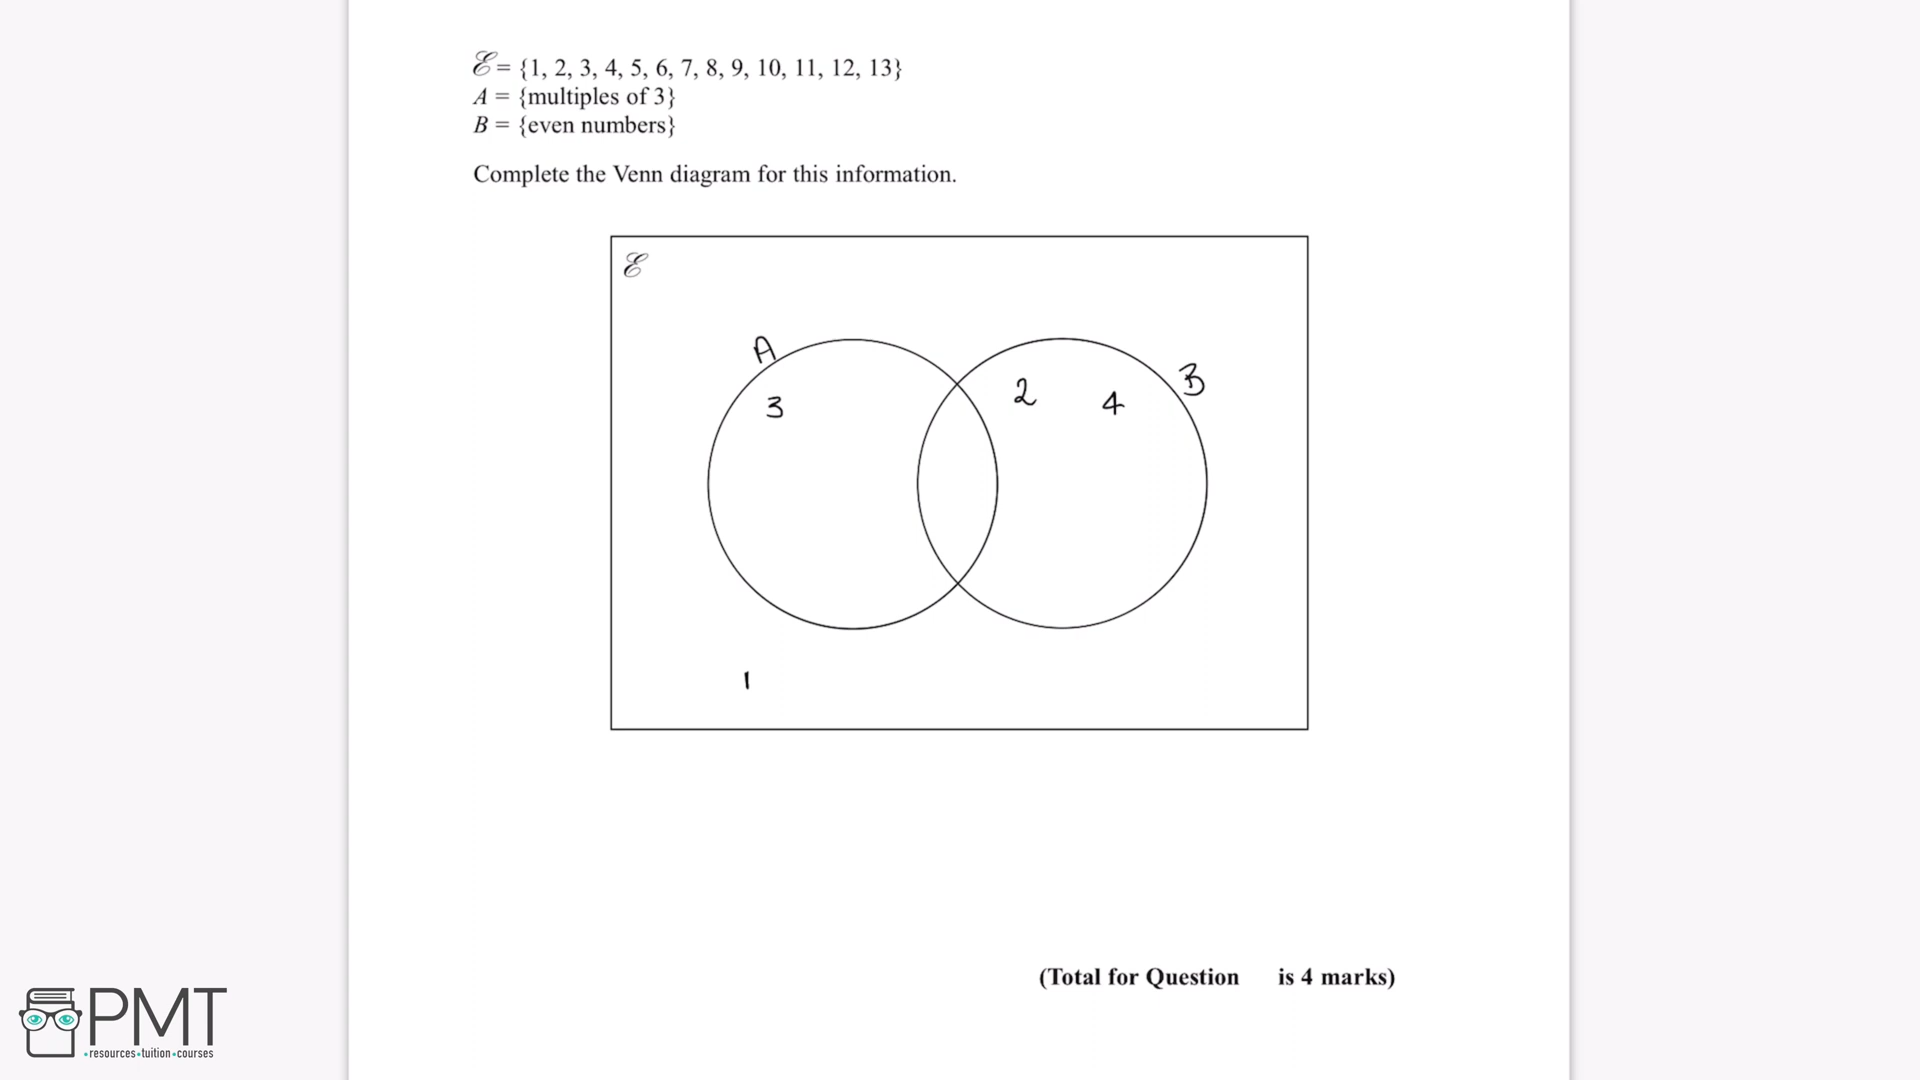 ℰ = {1, 2, 3, 4, 5, 6, 7, 8, 9, 10, 11, 12, 13}
A = {multiples of 3}
B = {even numbers}
Complete the Venn diagram for this information.
ℰ
A
B
3
2 4
1
(Total for Question is 4 marks)
PMT
•resources•tuition•courses